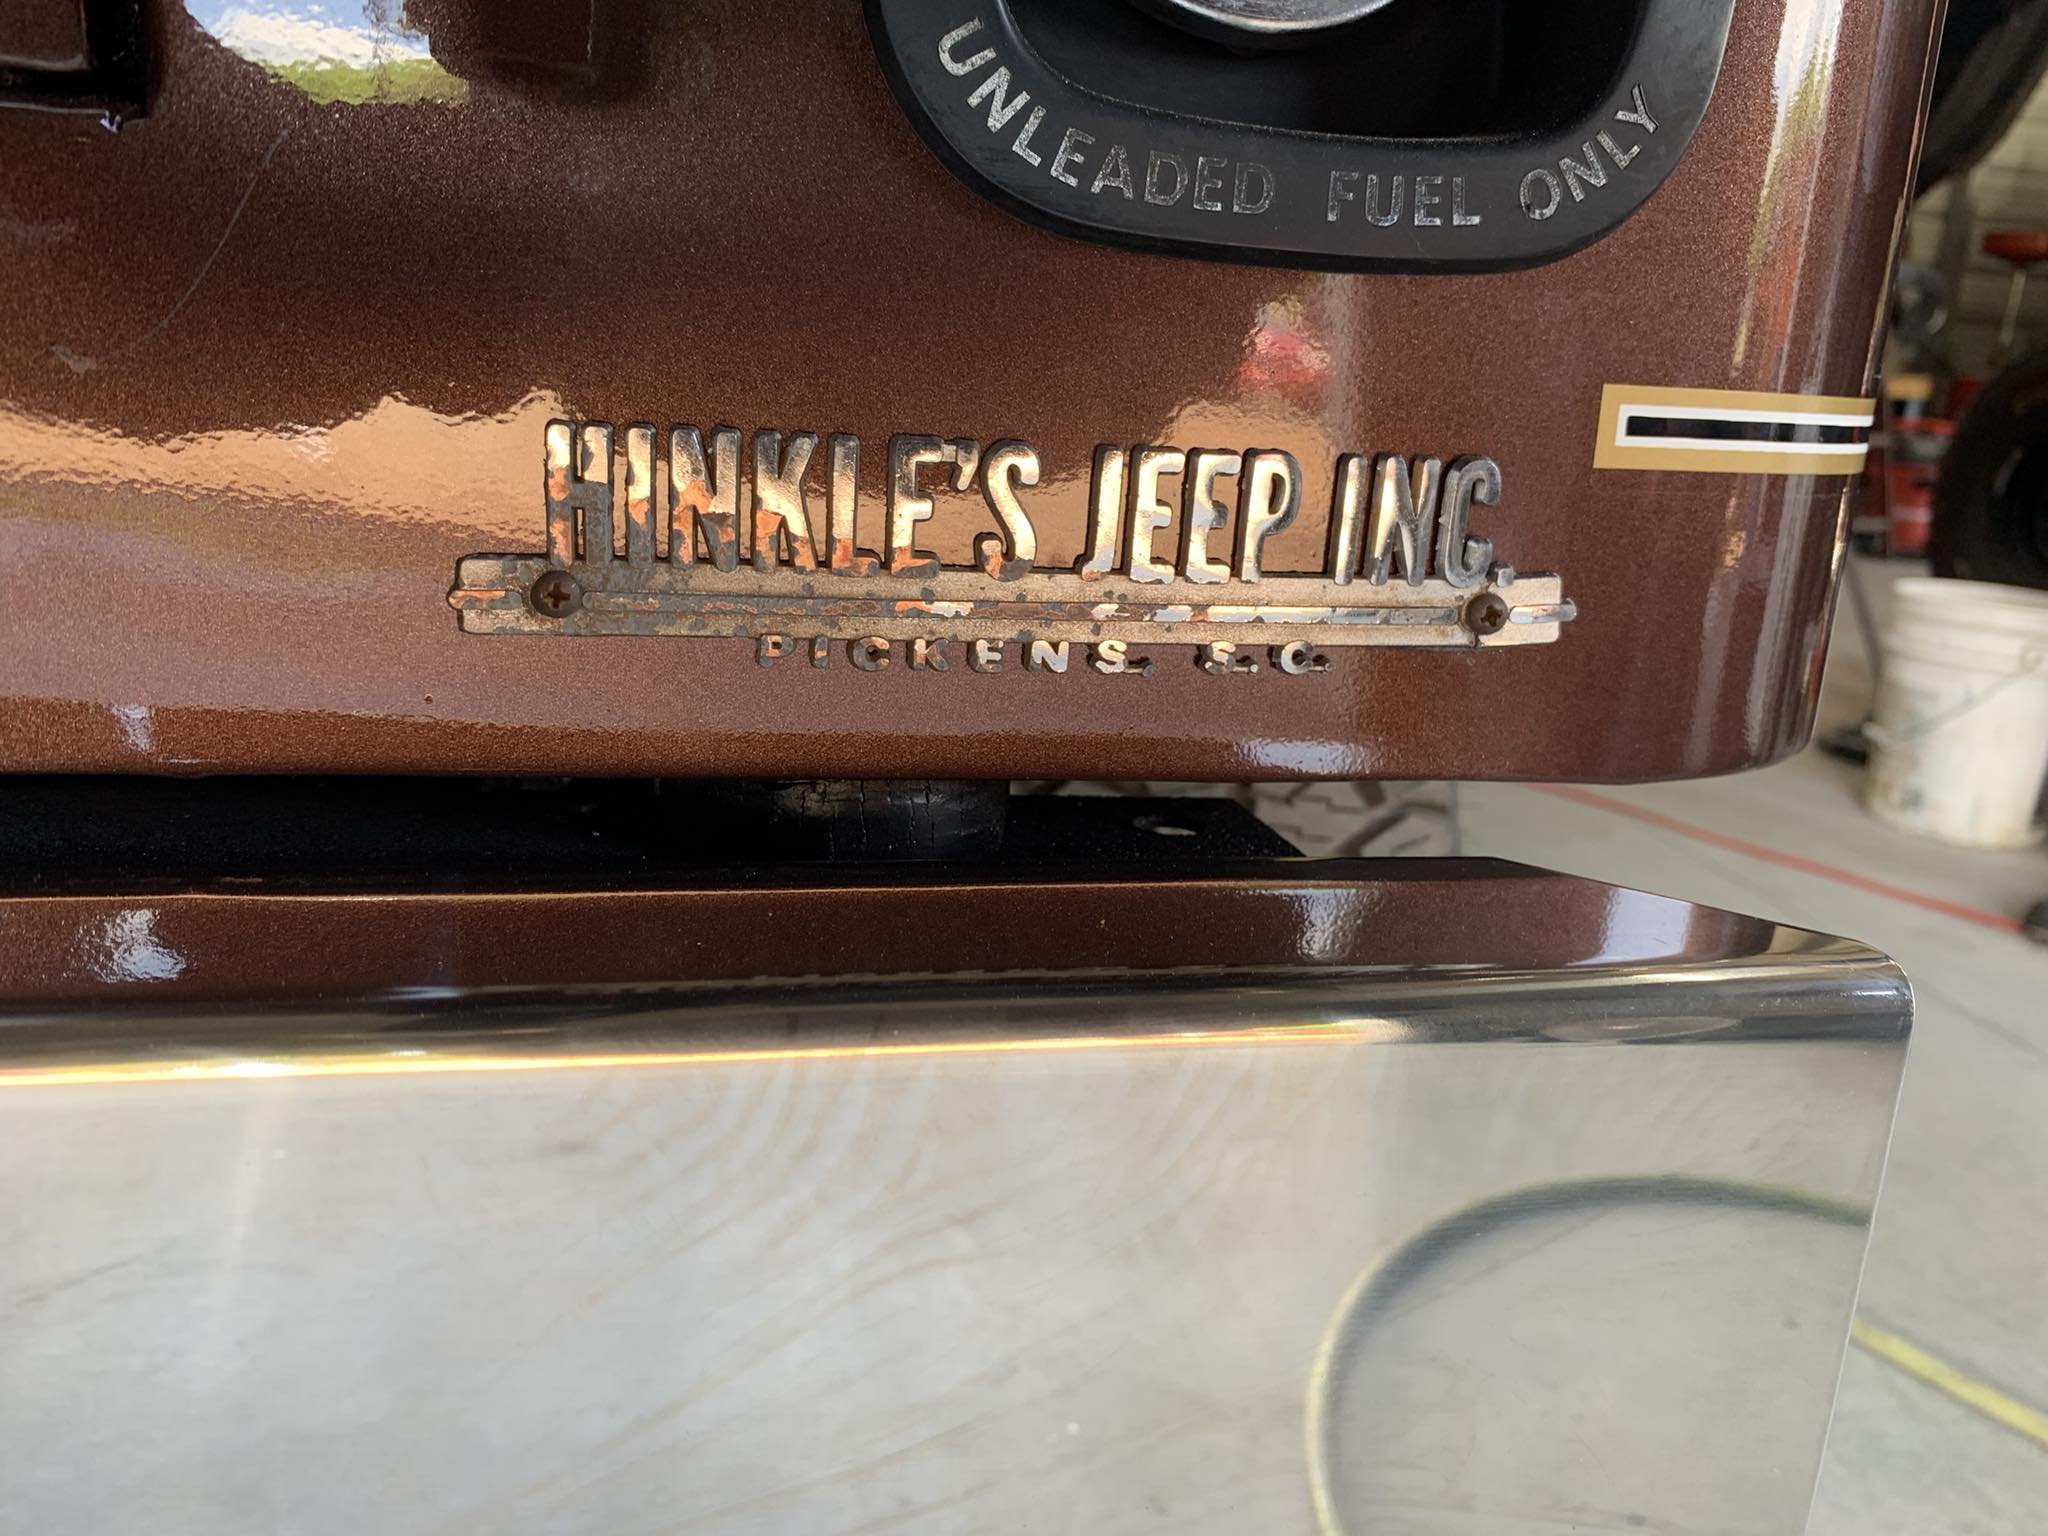 UNLEADED FUEL ONLY
HINKLE'S JEEP INC.
PICKENS, S.C.